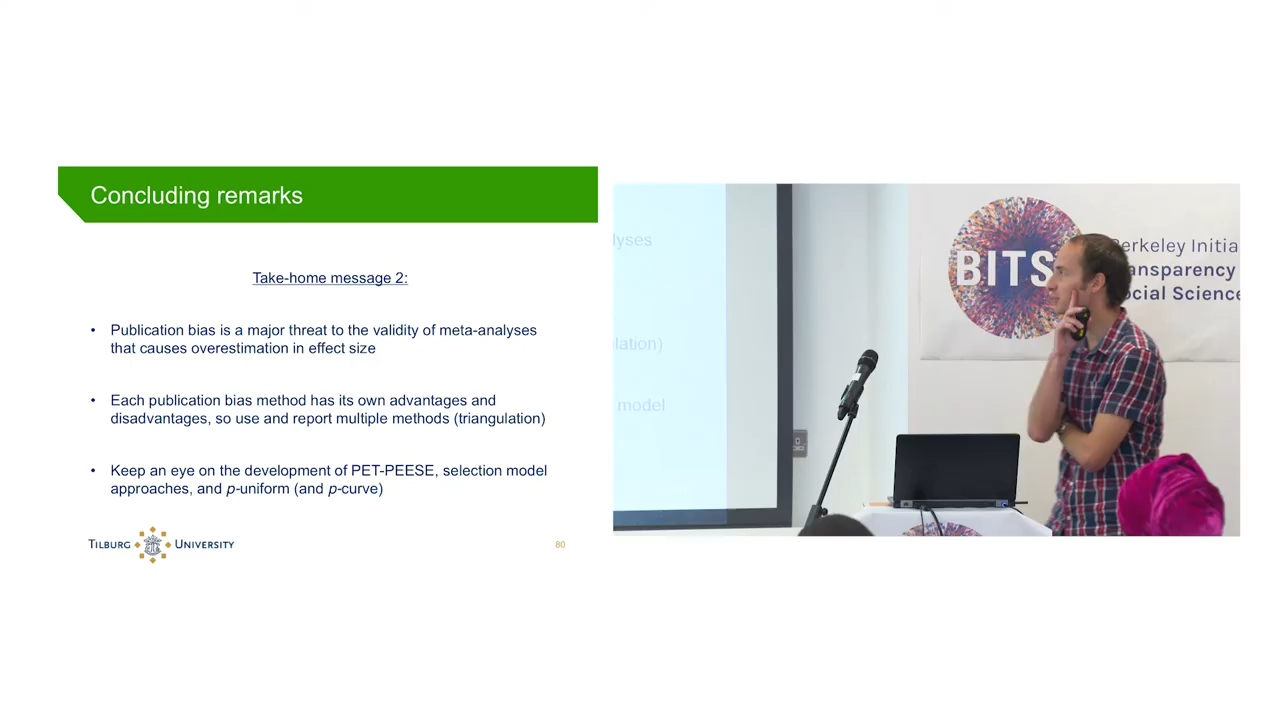 Concluding remarks
Take-home message 2:
• Publication bias is a major threat to the validity of meta-analyses
that causes overestimation in effect size
• Each publication bias method has its own advantages and
disadvantages, so use and report multiple methods (triangulation)
• Keep an eye on the development of PET-PEESE, selection model
approaches, and p-uniform (and p-curve)
TILBURG UNIVERSITY
80
lyses
lation)
model
BITS
erkeley Initia
ansparency
ocial Science